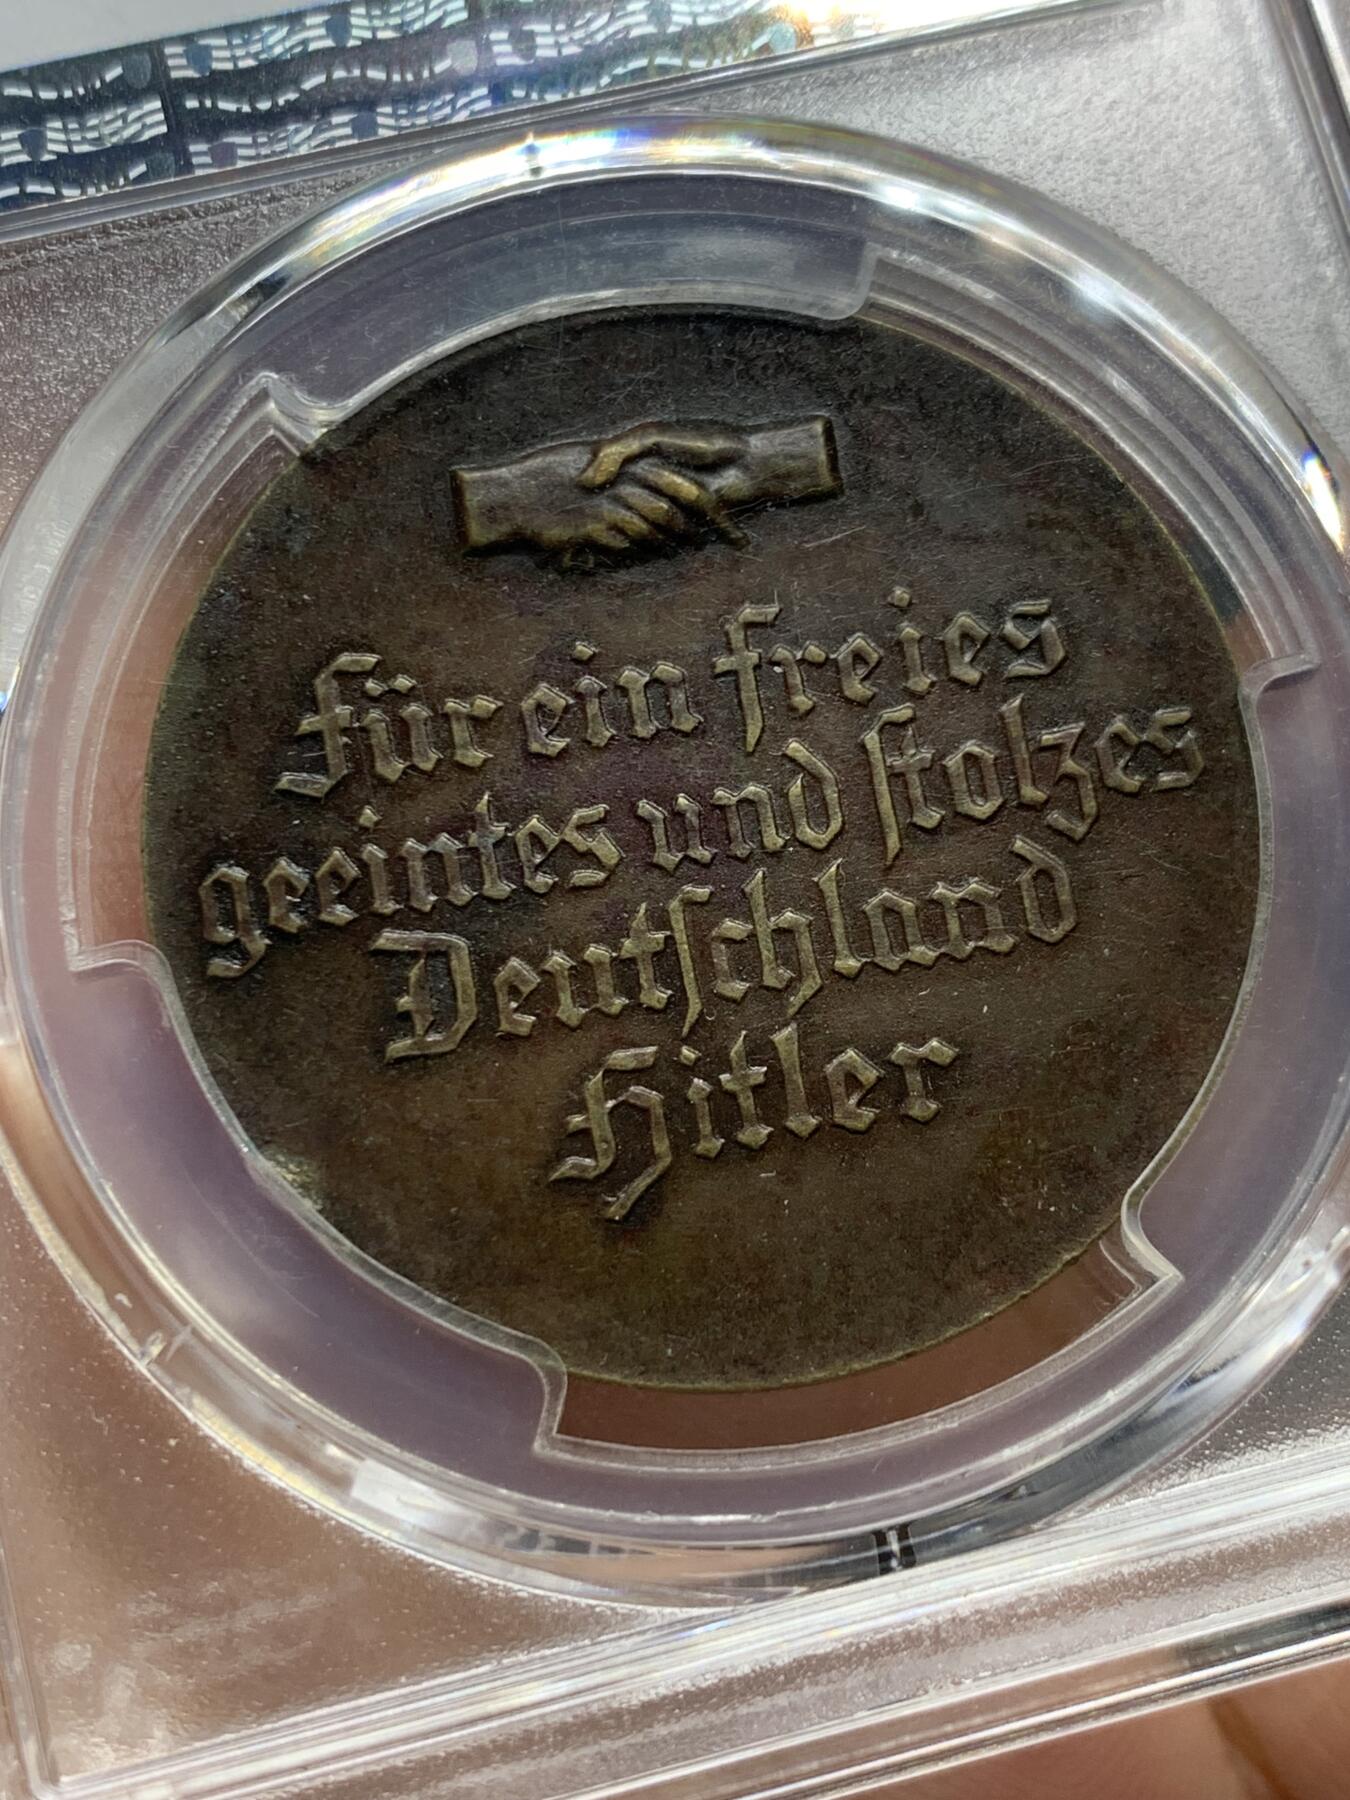 für ein freies
geeintes und ſtolzes
Deutſchland
Hitler